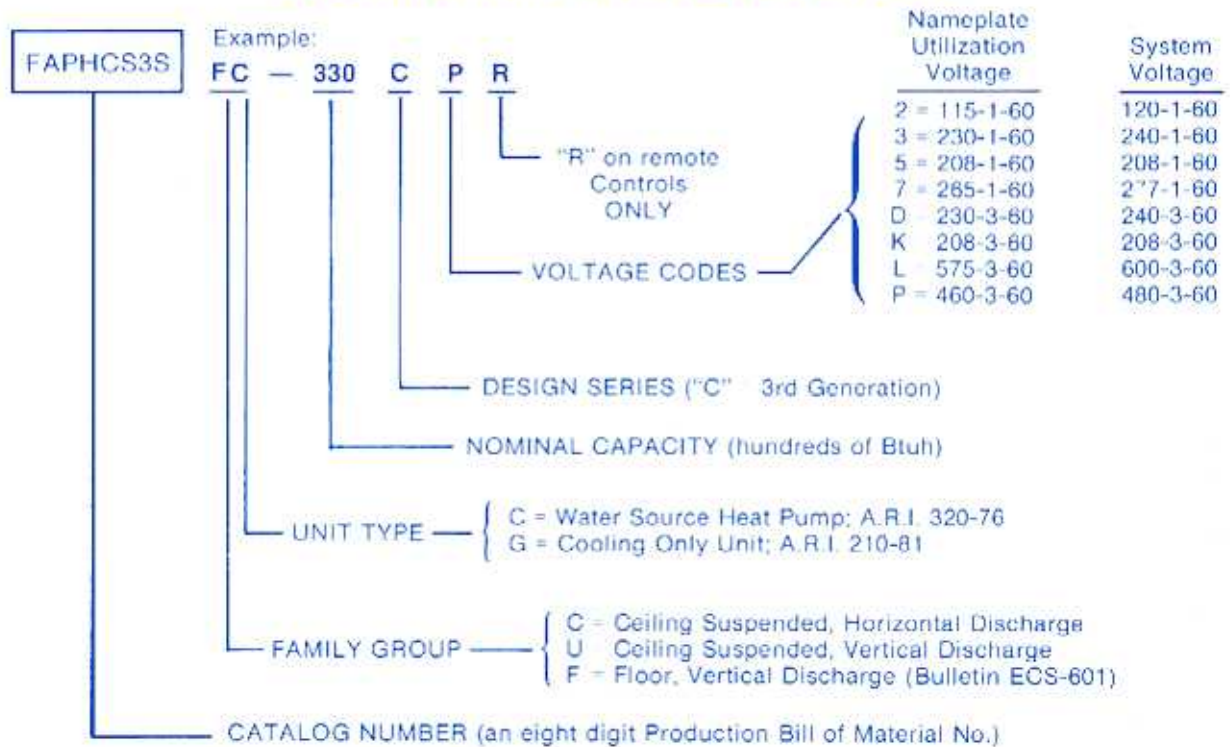 Example:
FAPHCS3S
FC — 330 C P R
Nameplate Utilization Voltage
System Voltage
2 = 115-1-60 120-1-60
3 = 230-1-60 240-1-60
5 = 208-1-60 208-1-60
7 = 265-1-60 277-1-60
D 230-3-60 240-3-60
K 208-3-60 208-3-60
L 575-3-60 600-3-60
P = 460-3-60 480-3-60
"R" on remote
Controls
ONLY
VOLTAGE CODES
DESIGN SERIES ("C" 3rd Generation)
NOMINAL CAPACITY (hundreds of Btuh)
UNIT TYPE
C = Water Source Heat Pump; A.R.I. 320-76
G = Cooling Only Unit; A.R.I. 210-81
FAMILY GROUP
C = Ceiling Suspended, Horizontal Discharge
U Ceiling Suspended, Vertical Discharge
F = Floor, Vertical Discharge (Bulletin ECS-601)
CATALOG NUMBER (an eight digit Production Bill of Material No.)